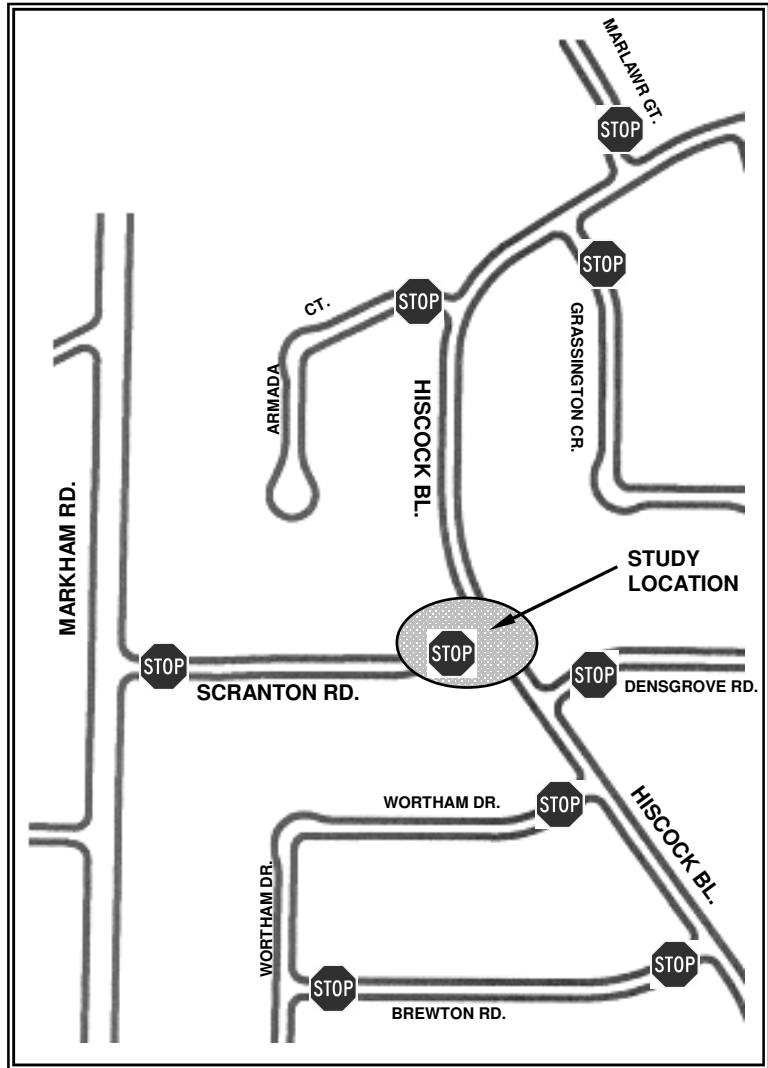 MARLAWR GT.
STOP
STOP
CT.
STOP
ARMADA
GRASSINGTON CR.
HISCOCK BL.
MARKHAM RD.
STUDY
LOCATION
STOP
STOP
SCRANTON RD.
STOP
DENSGROVE RD.
WORTHAM DR.
STOP
HISCOCK BL.
WORTHAM DR.
STOP
STOP
BREWTON RD.